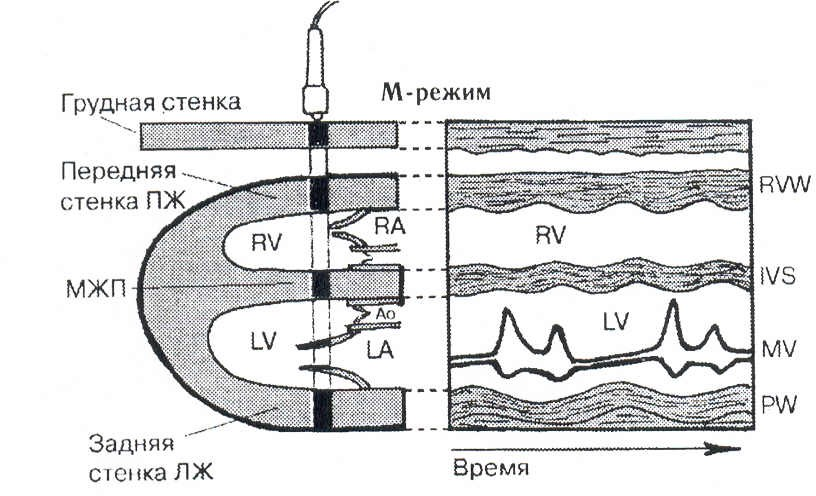 М-режим
Грудная стенка
Передняя
стенка ПЖ
RVW
RA
RV
RV
МЖП
IVS
Ao
LV
LV
LA
MV
PW
Задняя
стенка ЛЖ
Время